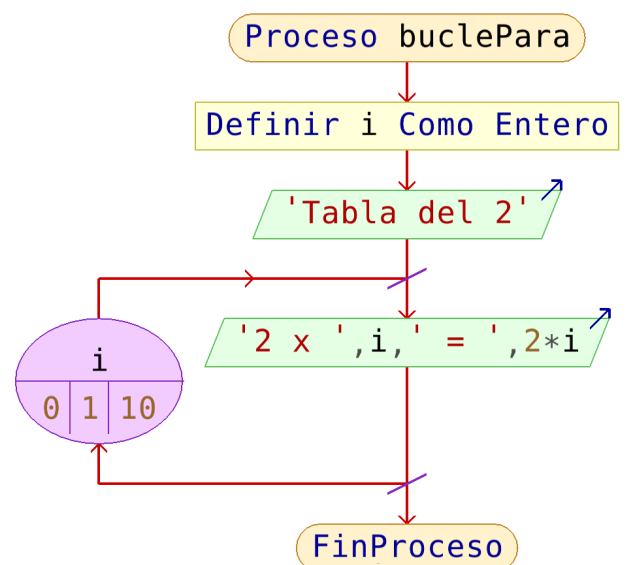 Proceso buclePara
Definir i Como Entero
'Tabla del 2'
'2 x ',i,' = ',2*i
i
0 1 10
FinProceso